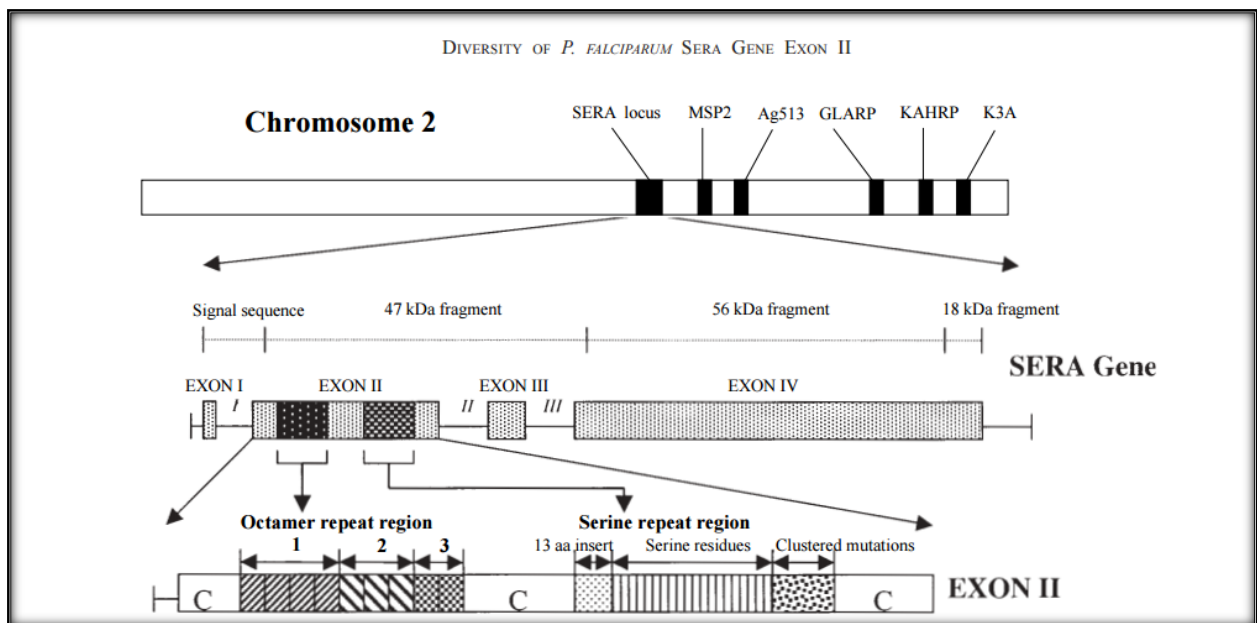 DIVERSITY OF P. FALCIPARUM SERA GENE EXON II
SERA locus MSP2 Ag513 GLARP KAHRP K3A
Chromosome 2
Signal sequence 47 kDa fragment 56 kDa fragment 18 kDa fragment
SERA Gene
EXON I EXON II EXON III EXON IV
I II III
Octamer repeat region Serine repeat region
1 2 3 13 aa insert Serine residues Clustered mutations
C C C EXON II